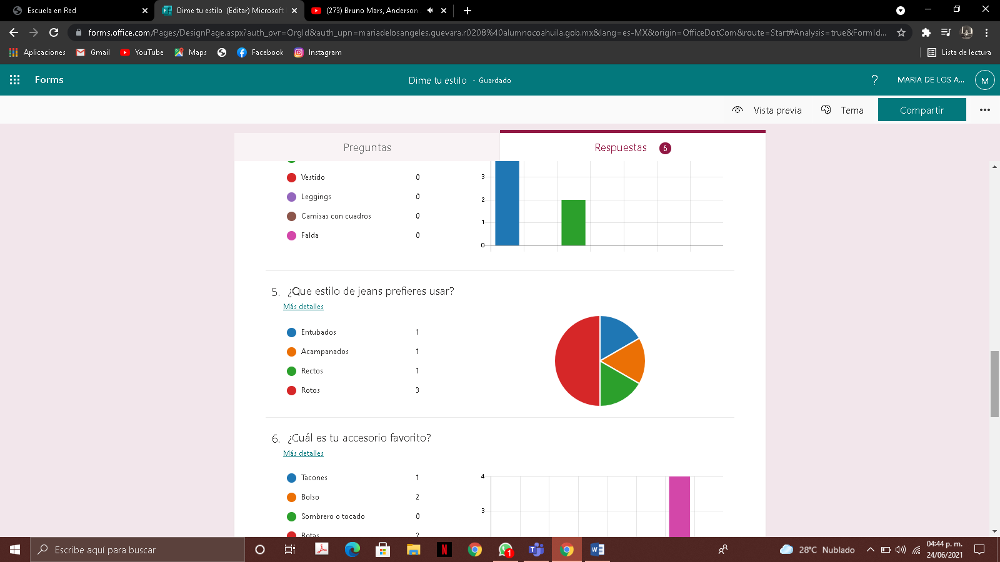 Escuela en Red
Dime tu estilo  (Editar) Microsoft
(273) Bruno Mars, Anderson
forms.office.com/Pages/DesignPage.aspx?auth_pvr=OrgId&auth_upn=mariadelosangeles.guevara.r0208%40alumnocoahuila.gob.mx&lang=es-MX&origin=OfficeDotCom&route=Start#Analysis=true&FormId...
Aplicaciones Gmail YouTube Maps Facebook Instagram Lista de lectura
Forms Dime tu estilo - Guardado ? MARIA DE LOS A... M
Vista previa Tema Compartir
Preguntas Respuestas 6
Vestido 0
Leggings 0
Camisas con cuadros 0
Falda 0
3
2
1
0
5. ¿Que estilo de jeans prefieres usar?
Más detalles
Entubados 1
Acampanados 1
Rectos 1
Rotos 3
6. ¿Cuál es tu accesorio favorito?
Más detalles
Tacones 1
Bolso 2
Sombrero o tocado 0
Botas 2
4
3
Escribe aquí para buscar
1
28°C Nublado
04:44 p. m.
24/06/2021